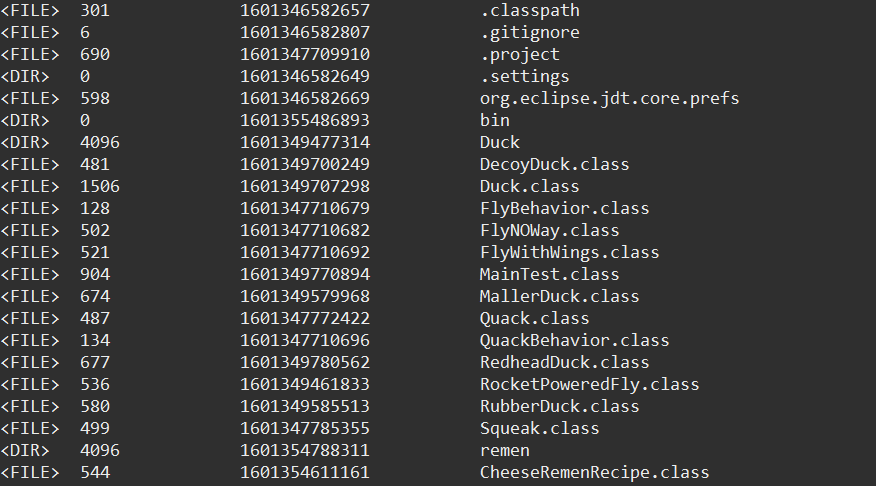 <FILE> 301 1601346582657 .classpath
<FILE> 6 1601346582807 .gitignore
<FILE> 690 1601347709910 .project
<DIR> 0 1601346582649 .settings
<FILE> 598 1601346582669 org.eclipse.jdt.core.prefs
<DIR> 0 1601355486893 bin
<DIR> 4096 1601349477314 Duck
<FILE> 481 1601349700249 DecoyDuck.class
<FILE> 1506 1601349707298 Duck.class
<FILE> 128 1601347710679 FlyBehavior.class
<FILE> 502 1601347710682 FlyNOWay.class
<FILE> 521 1601347710692 FlyWithWings.class
<FILE> 904 1601349770894 MainTest.class
<FILE> 674 1601349579968 MallerDuck.class
<FILE> 487 1601347772422 Quack.class
<FILE> 134 1601347710696 QuackBehavior.class
<FILE> 677 1601349780562 RedheadDuck.class
<FILE> 536 1601349461833 RocketPoweredFly.class
<FILE> 580 1601349585513 RubberDuck.class
<FILE> 499 1601347785355 Squeak.class
<DIR> 4096 1601354788311 remen
<FILE> 544 1601354611161 CheeseRemenRecipe.class